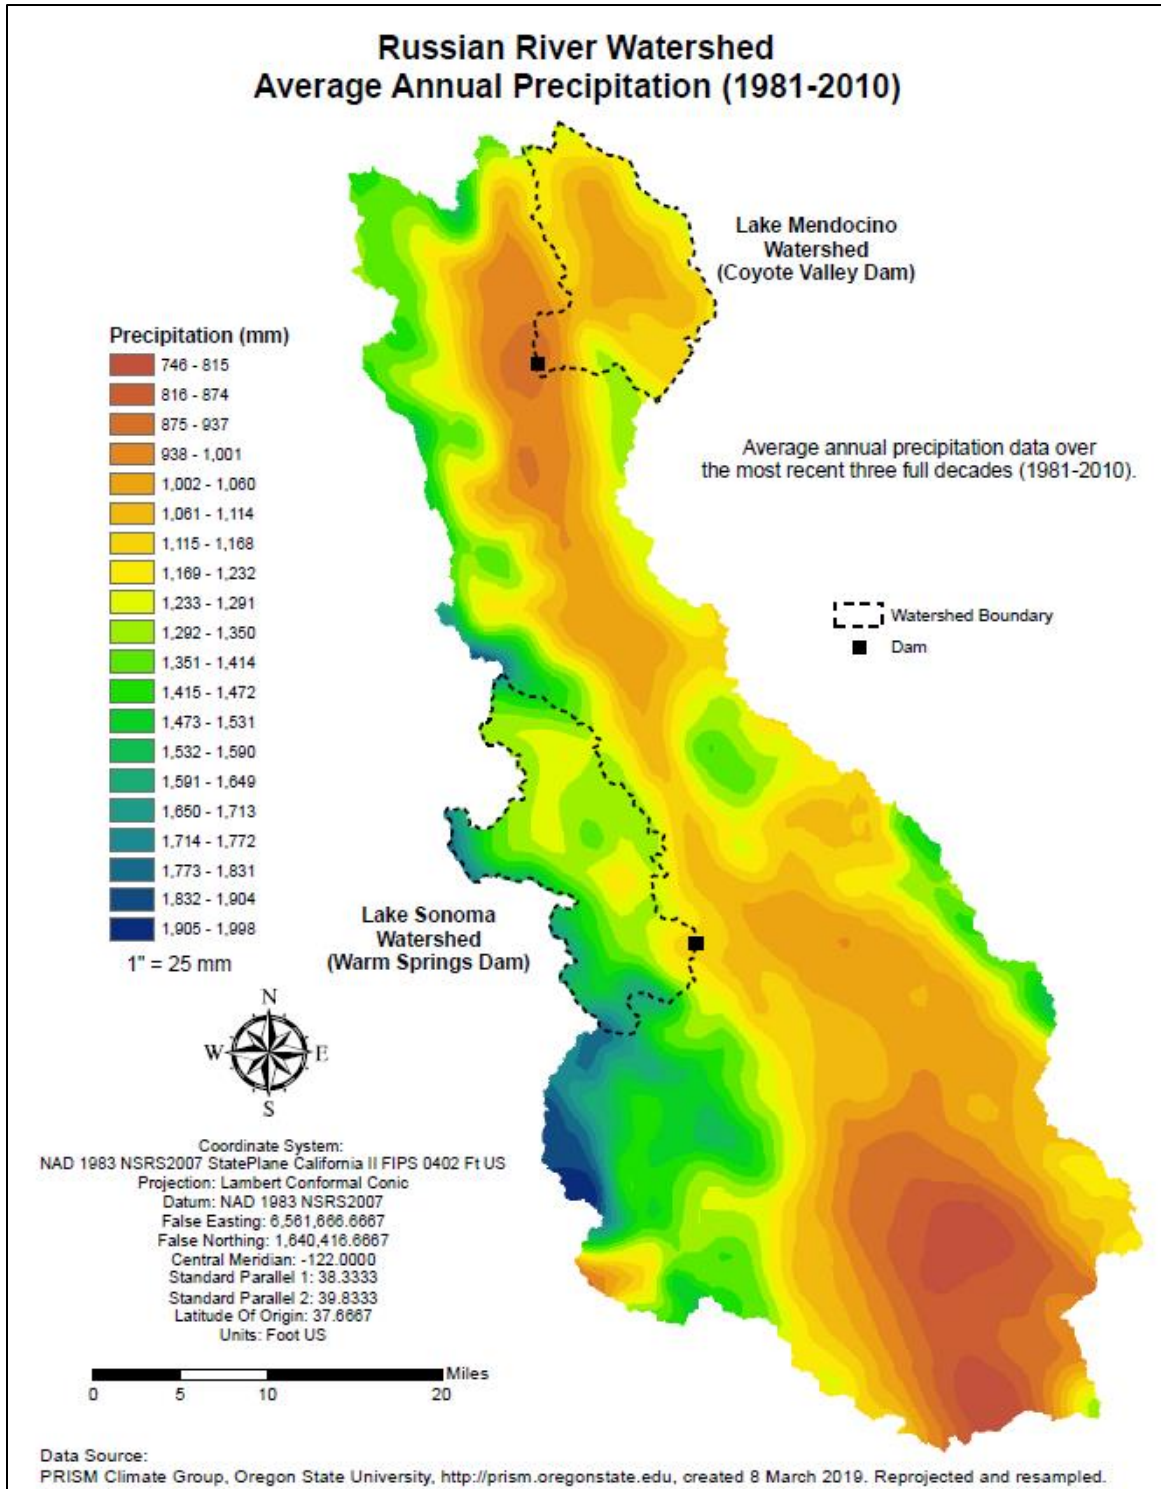 Russian River Watershed
Average Annual Precipitation (1981-2010)
Lake Mendocino
Watershed
(Coyote Valley Dam)
Precipitation (mm)
746 - 815
816 - 874
875 - 937
938 - 1,001
1,002 - 1,060
1,061 - 1,114
1,115 - 1,168
1,169 - 1,232
1,233 - 1,291
1,292 - 1,350
1,351 - 1,414
1,415 - 1,472
1,473 - 1,531
1,532 - 1,590
1,591 - 1,649
1,650 - 1,713
1,714 - 1,772
1,773 - 1,831
1,832 - 1,904
1,905 - 1,998
1" = 25 mm
Average annual precipitation data over
the most recent three full decades (1981-2010).
Watershed Boundary
Dam
Lake Sonoma
Watershed
(Warm Springs Dam)
N
W E
S
Coordinate System:
NAD 1983 NSRS2007 StatePlane California II FIPS 0402 Ft US
Projection: Lambert Conformal Conic
Datum: NAD 1983 NSRS2007
False Easting: 6,561,666.6667
False Northing: 1,640,416.6667
Central Meridian: -122.0000
Standard Parallel 1: 38.3333
Standard Parallel 2: 39.8333
Latitude Of Origin: 37.6667
Units: Foot US
Miles
0 5 10 20
Data Source:
PRISM Climate Group, Oregon State University, http://prism.oregonstate.edu, created 8 March 2019. Reprojected and resampled.